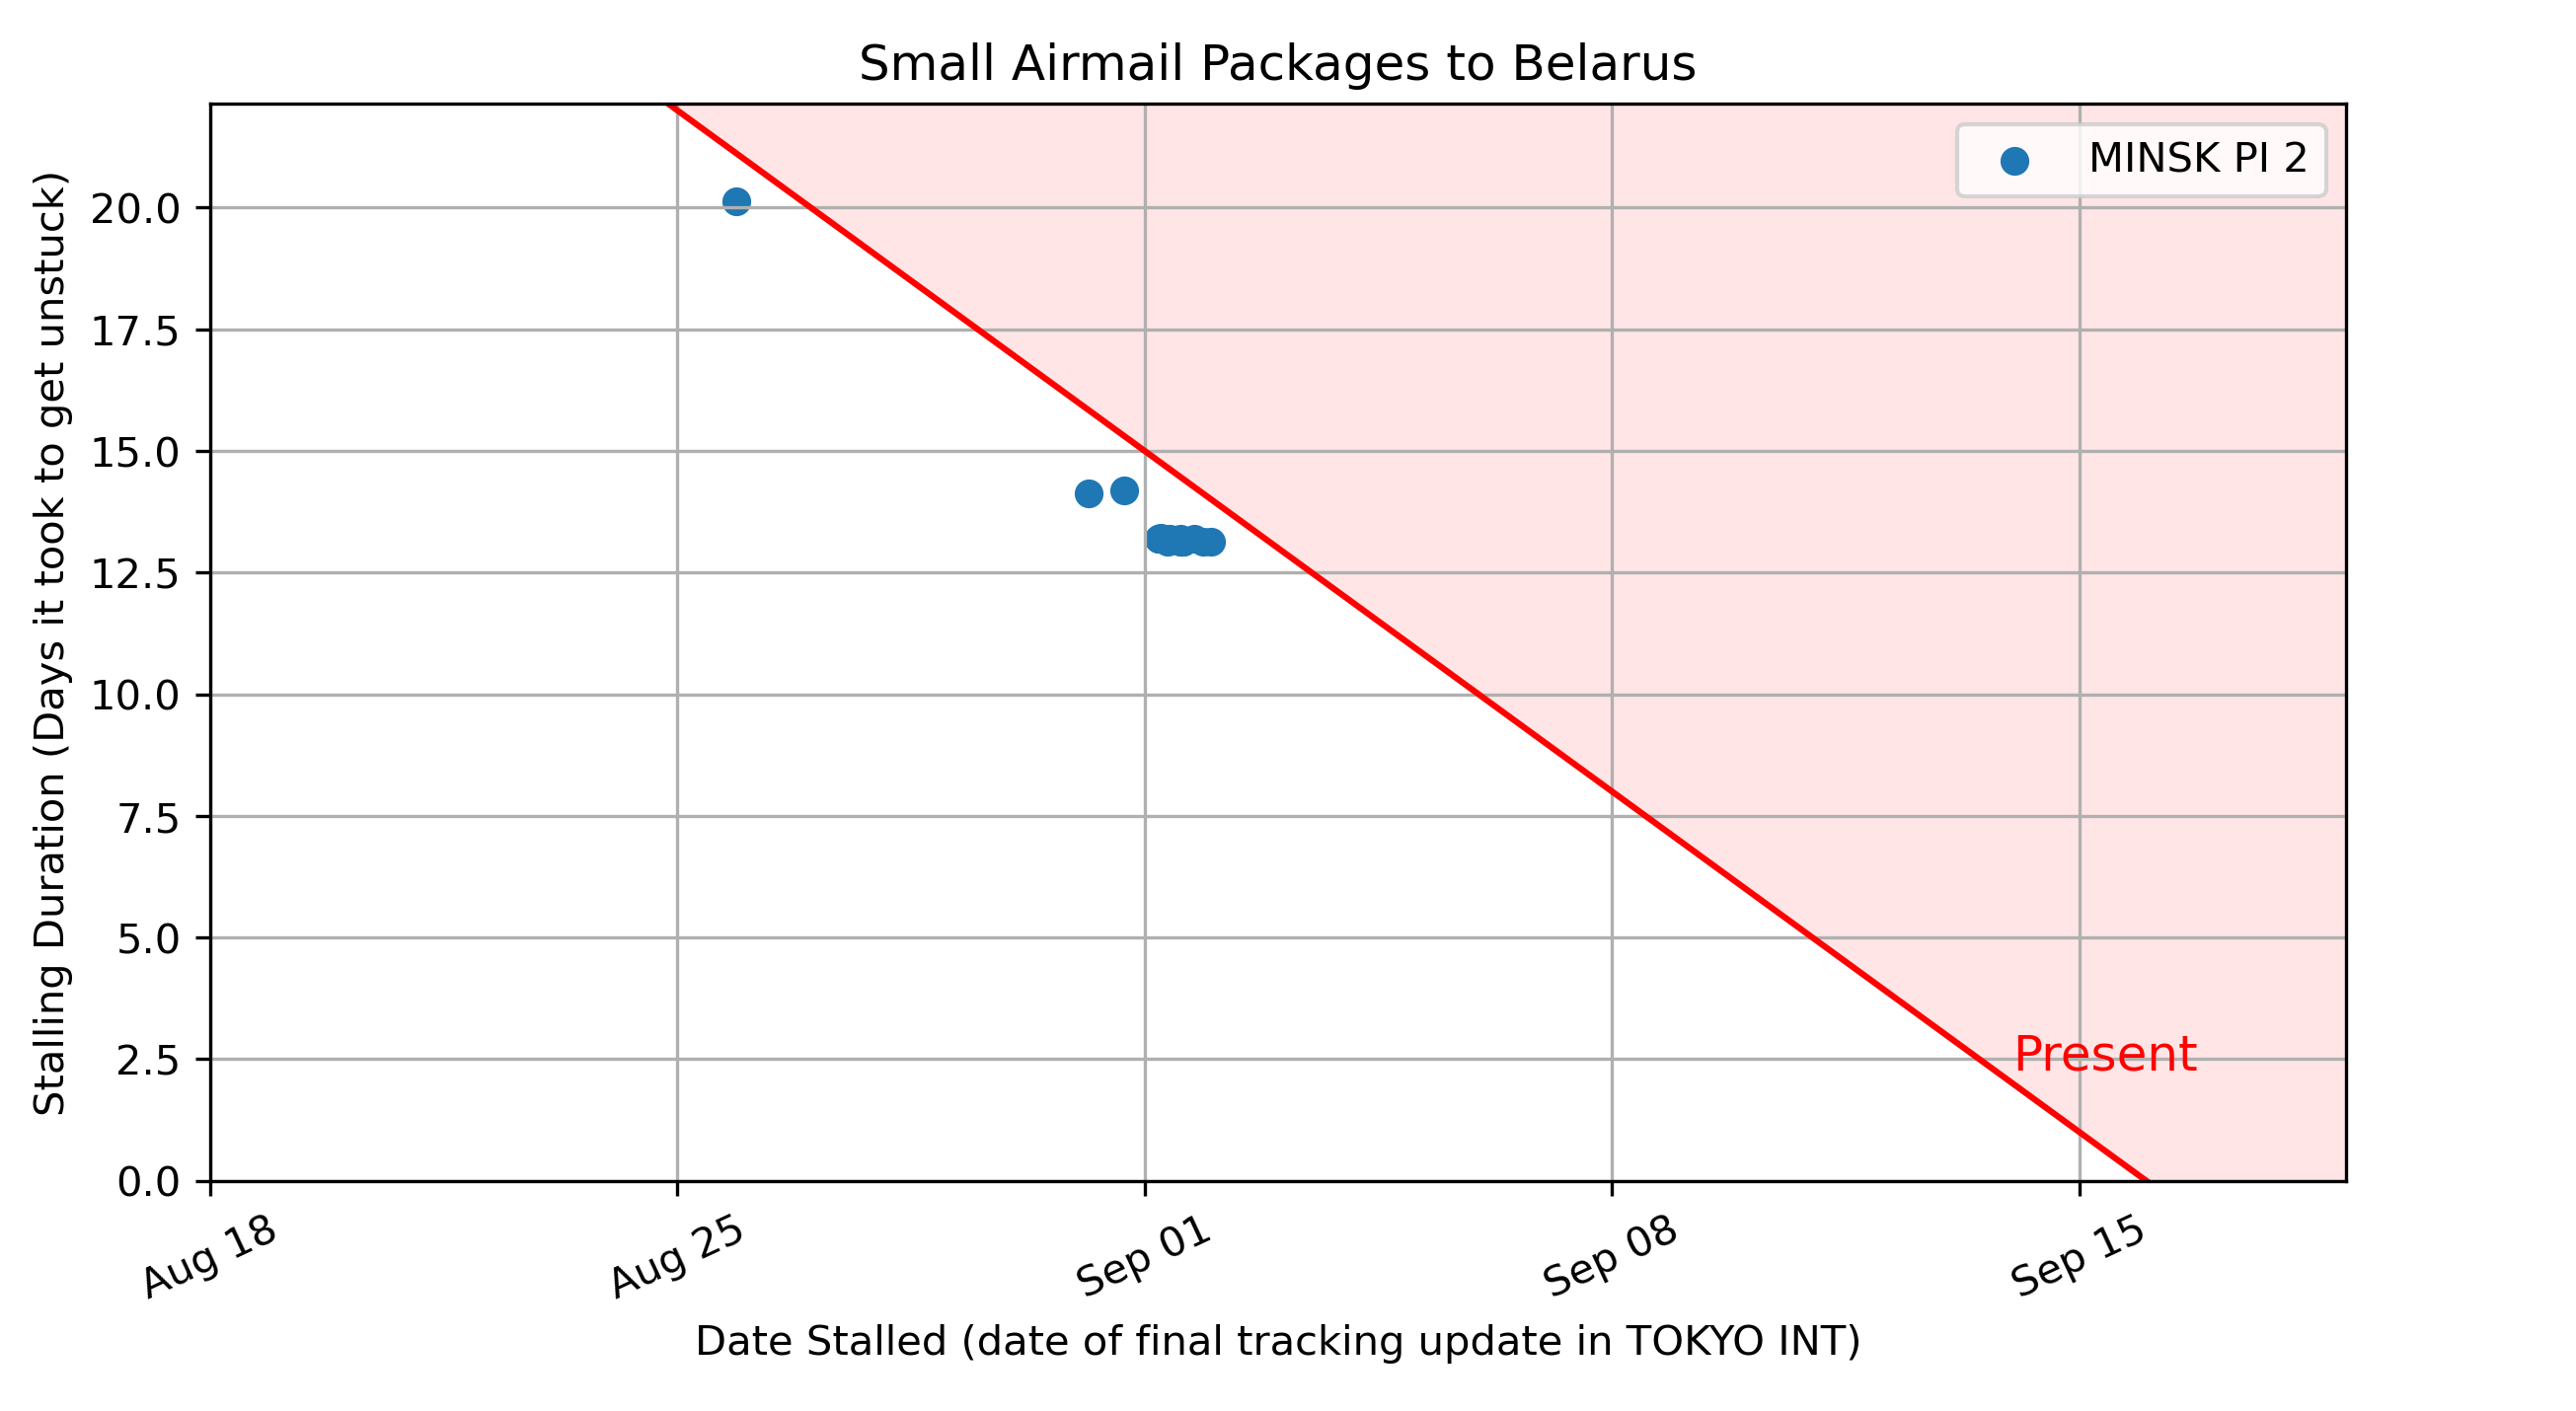 Small Airmail Packages to Belarus
MINSK PI 2
Stalling Duration (Days it took to get unstuck)
20.0
17.5
15.0
12.5
10.0
7.5
5.0
2.5
0.0
Present
Aug 18
Aug 25
Sep 01
Sep 08
Sep 15
Date Stalled (date of final tracking update in TOKYO INT)